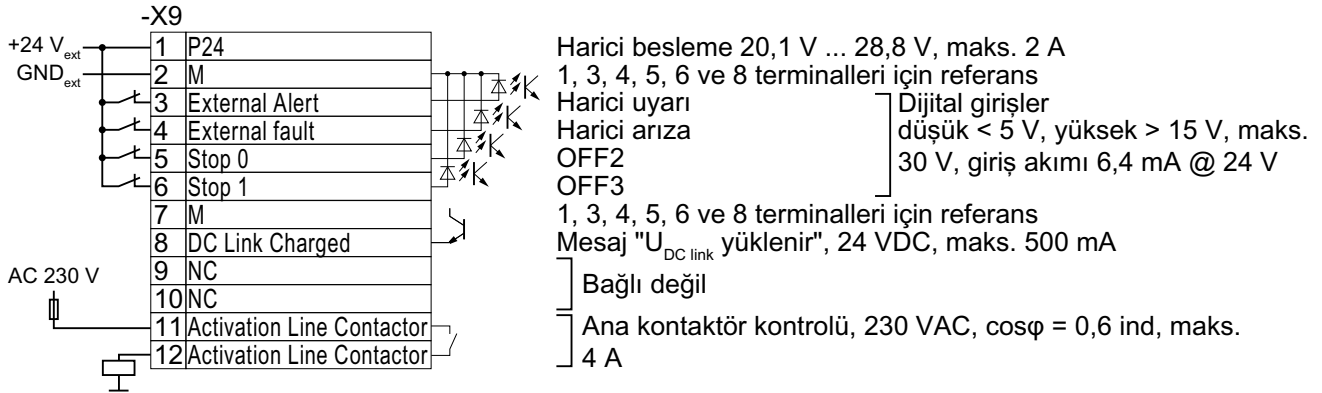 -X9
+24 Vext 1 P24 Harici besleme 20,1 V ... 28,8 V, maks. 2 A
GNDext 2 M 1, 3, 4, 5, 6 ve 8 terminalleri için referans
3 External Alert Harici uyarı Dijital girişler
4 External fault Harici arıza düşük < 5 V, yüksek > 15 V, maks.
5 Stop 0 OFF2 30 V, giriş akımı 6,4 mA @ 24 V
6 Stop 1 OFF3
7 M 1, 3, 4, 5, 6 ve 8 terminalleri için referans
8 DC Link Charged Mesaj "UDC link yüklenir", 24 VDC, maks. 500 mA
AC 230 V 9 NC Bağlı değil
10 NC
11 Activation Line Contactor Ana kontaktör kontrolü, 230 VAC, cosφ = 0,6 ind, maks.
12 Activation Line Contactor 4 A